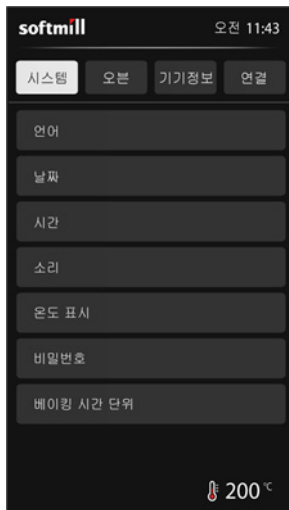 softmill 오전 11:43
시스템 오븐 기기정보 연결
언어
날짜
시간
소리
온도 표시
비밀번호
베이킹 시간 단위
200 ℃